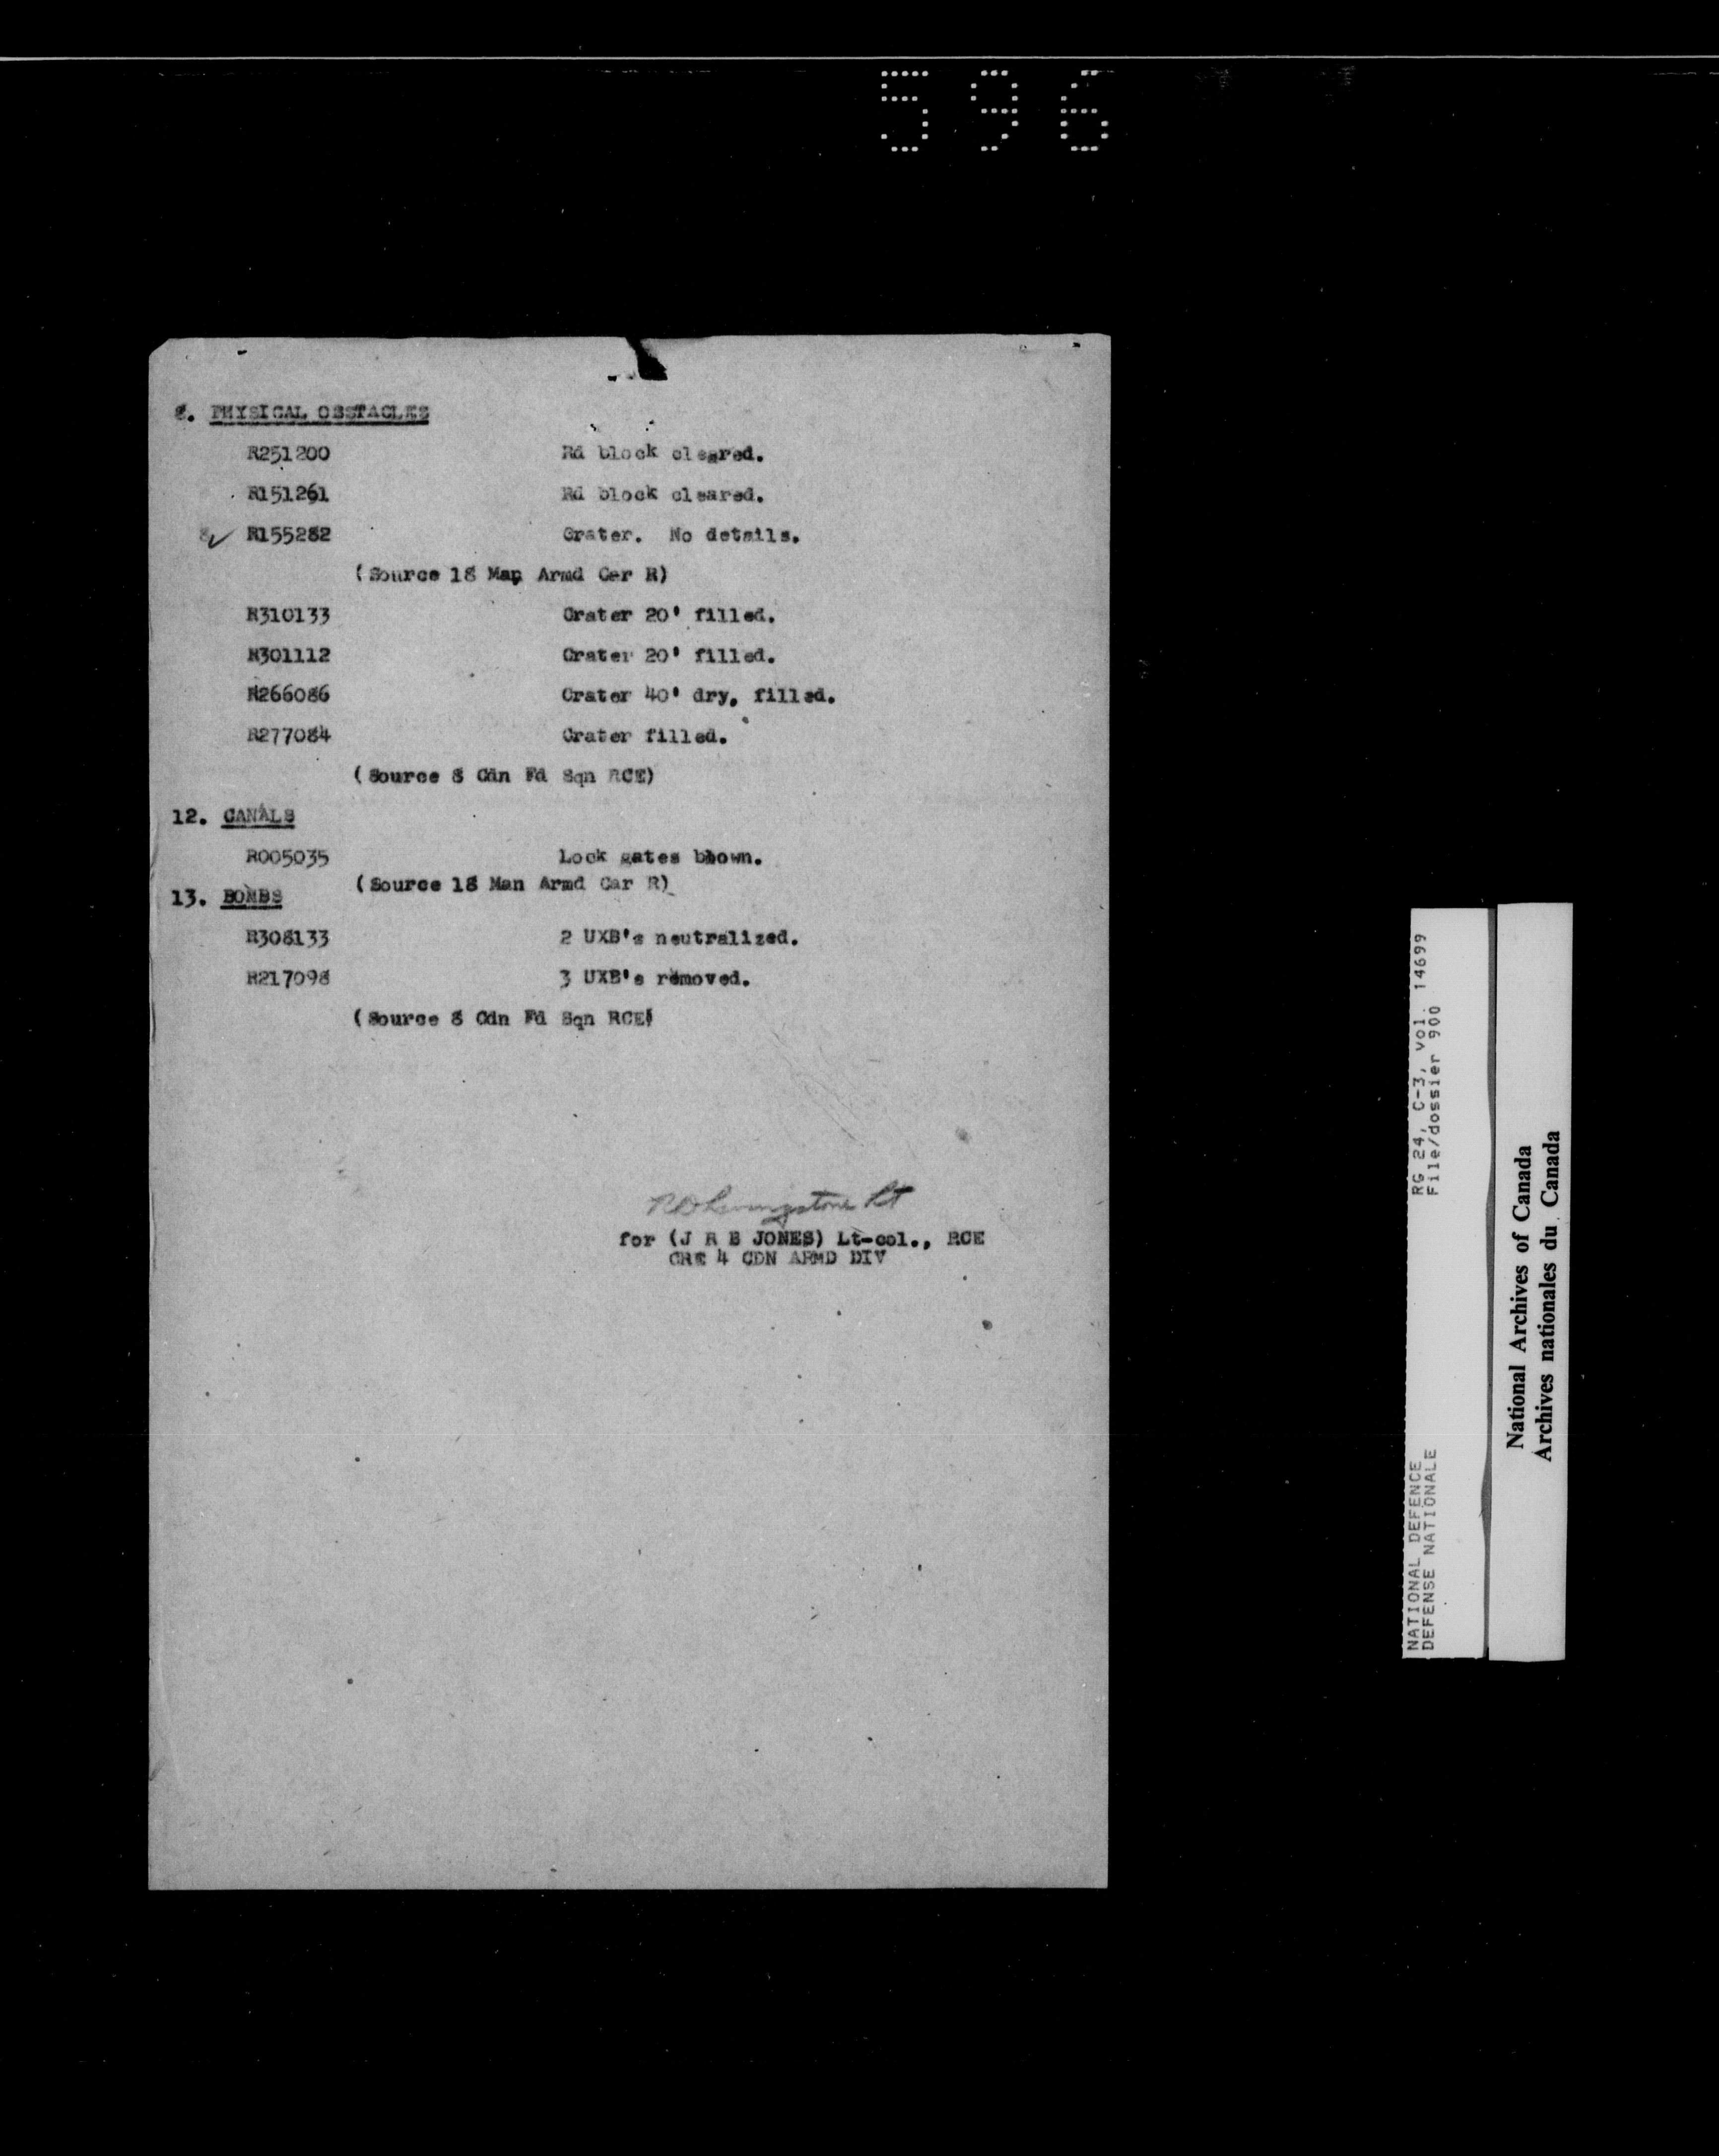 596
8. PHYSICAL OBSTACLES
R251200 Rd block cleared.
R151261 Rd block cleared.
R155282 Crater. No details.
(Source 18 Man Armd Car R)
R310133 Crater 20' filled.
R301112 Crater 20' filled.
R266086 Crater 40' dry, filled.
R277084 Crater filled.
(Source 8 Cdn Fd Sqn RCE)
12. CANALS
R005035 Lock gates blown.
(Source 18 Man Armd Car R)
13. BOMBS
R308133 2 UXB's neutralized.
R217098 3 UXB's removed.
(Source 8 Cdn Fd Sqn RCE)
Livingstone Lt
for (J R B JONES) Lt-col., RCE
CRE 4 CDN ARMD DIV
NATIONAL DEFENCE RG 24, C-3, vol. 14699
DEFENSE NATIONALE File/dossier 900
National Archives of Canada
Archives nationales du Canada